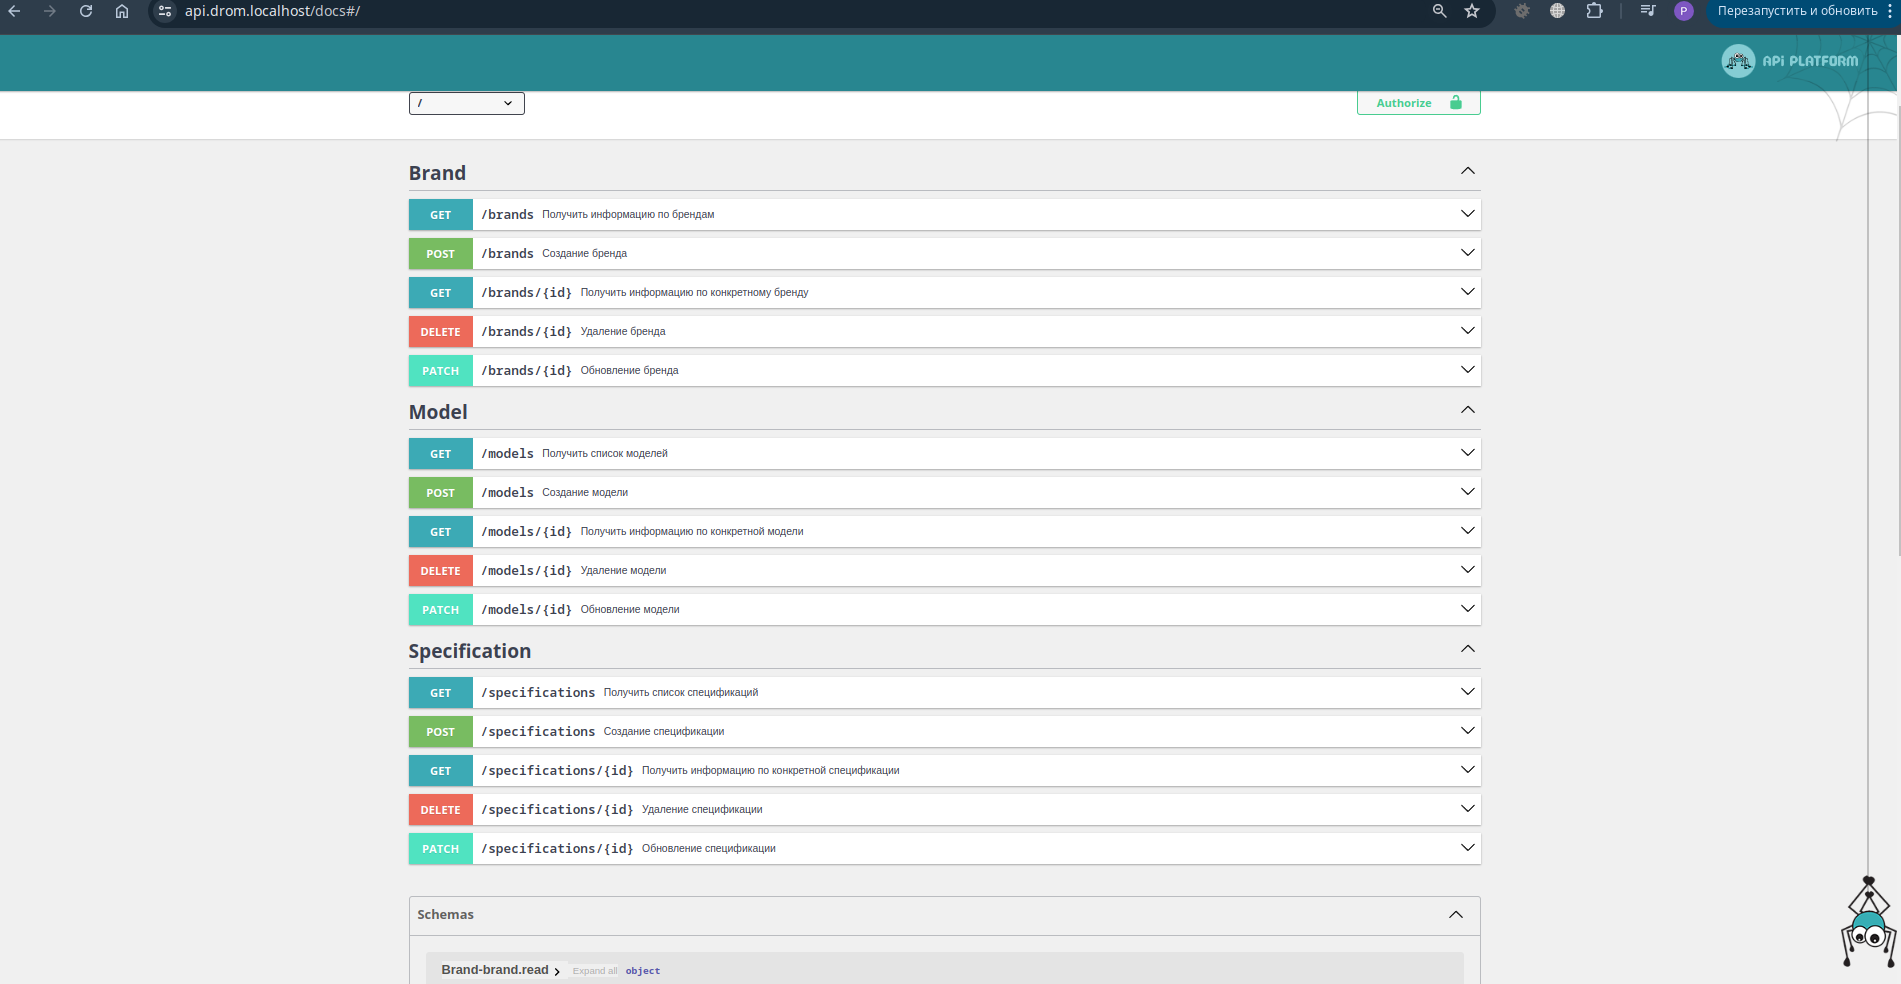 api.drom.localhost/docs#/
P
Перезапустить и обновить
API PLATFORM
/
Authorize
Brand
GET /brands Получить информацию по брендам
POST /brands Создание бренда
GET /brands/{id} Получить информацию по конкретному бренду
DELETE /brands/{id} Удаление бренда
PATCH /brands/{id} Обновление бренда
Model
GET /models Получить список моделей
POST /models Создание модели
GET /models/{id} Получить информацию по конкретной модели
DELETE /models/{id} Удаление модели
PATCH /models/{id} Обновление модели
Specification
GET /specifications Получить список спецификаций
POST /specifications Создание спецификации
GET /specifications/{id} Получить информацию по конкретной спецификации
DELETE /specifications/{id} Удаление спецификации
PATCH /specifications/{id} Обновление спецификации
Schemas
Brand-brand.read Expand all object